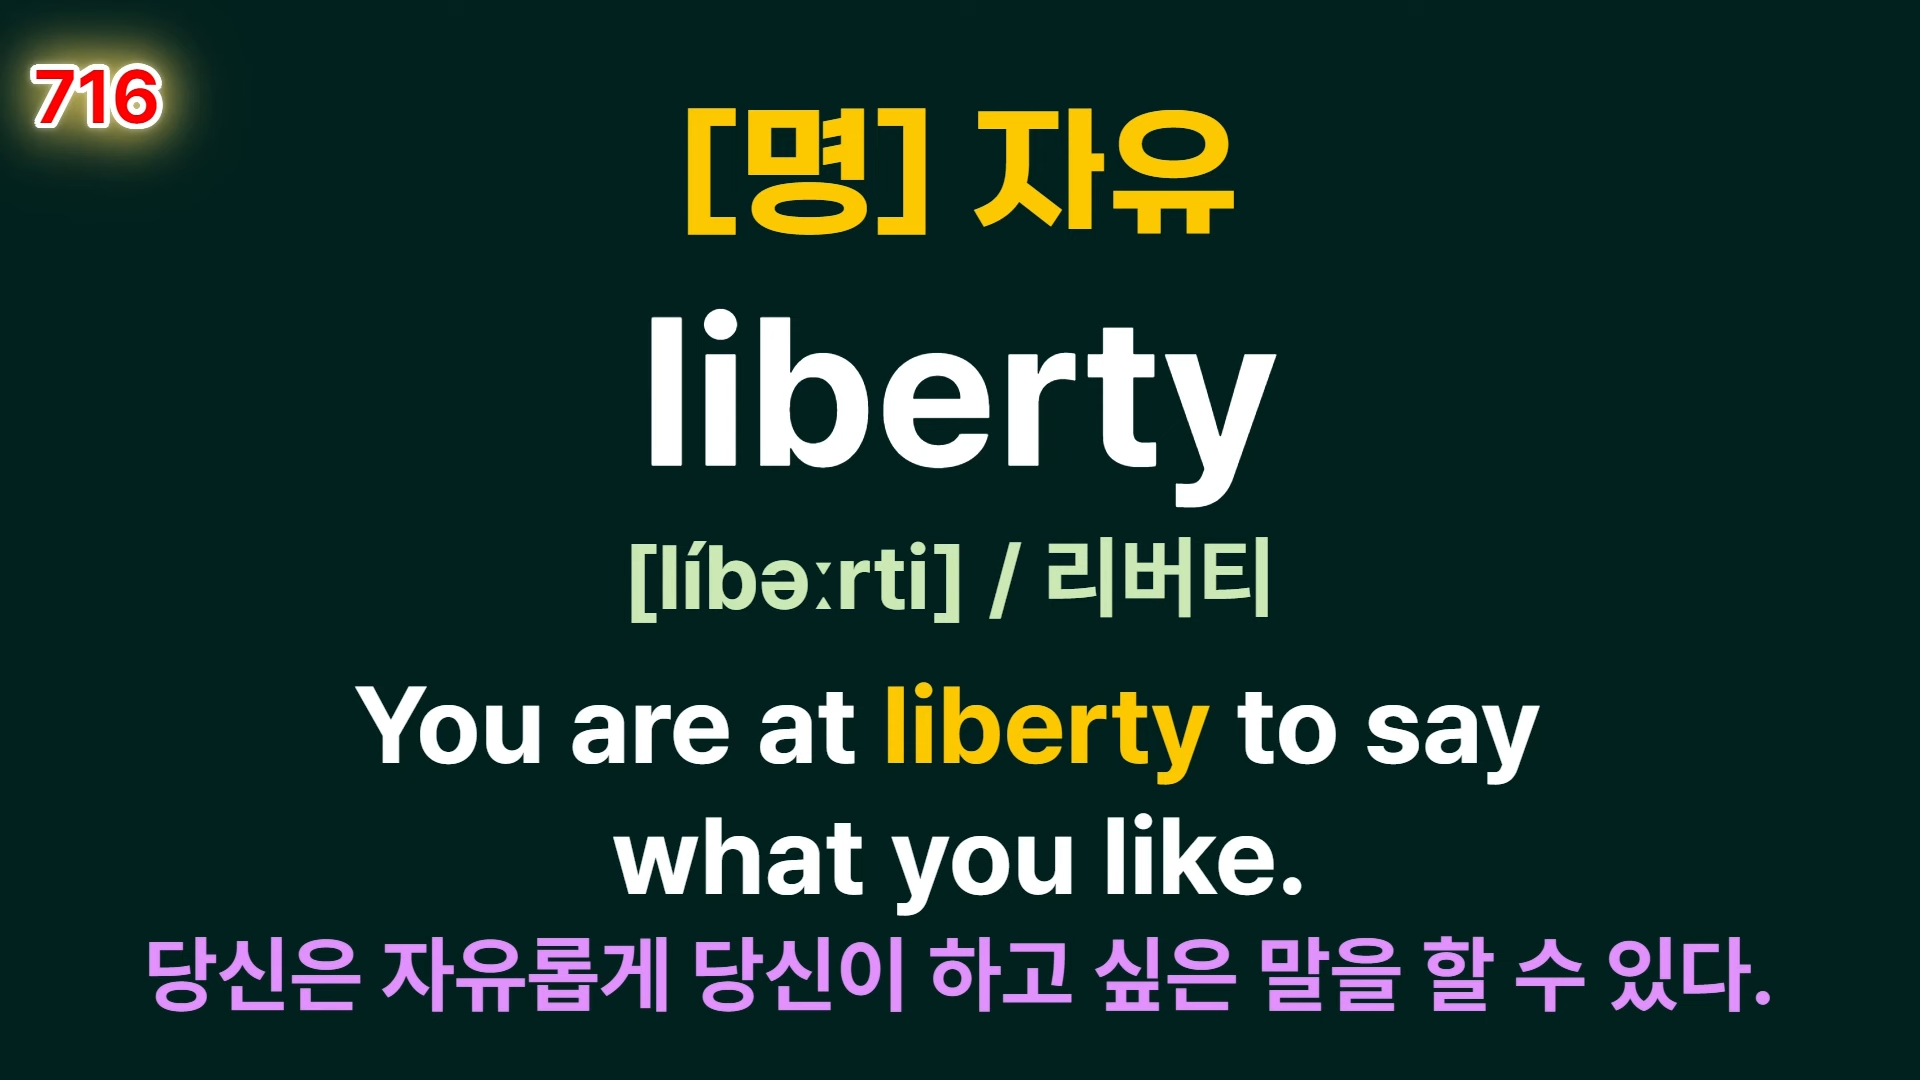 716
[명] 자유
liberty
[líbəːrti] / 리버티
You are at liberty to say
what you like.
당신은 자유롭게 당신이 하고 싶은 말을 할 수 있다.